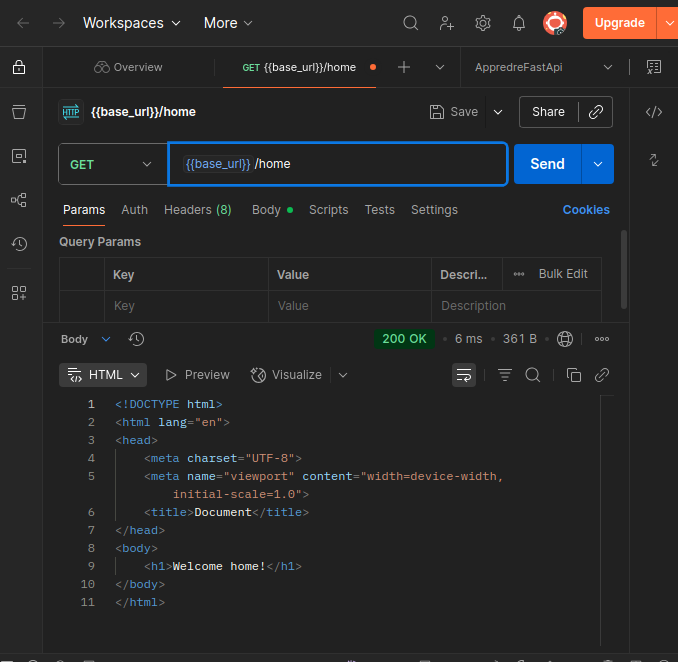 Workspaces More Upgrade
Overview GET {{base_url}}/home AppredreFastApi
HTTP {{base_url}}/home Save Share
GET {{base_url}} /home Send
Params Auth Headers (8) Body Scripts Tests Settings Cookies
Query Params
Key Value Descri... Bulk Edit
Key Value Description
Body 200 OK 6 ms 361 B
HTML Preview Visualize
1 <!DOCTYPE html>
2 <html lang="en">
3 <head>
4 <meta charset="UTF-8">
5 <meta name="viewport" content="width=device-width,
initial-scale=1.0">
6 <title>Document</title>
7 </head>
8 <body>
9 <h1>Welcome home!</h1>
10 </body>
11 </html>